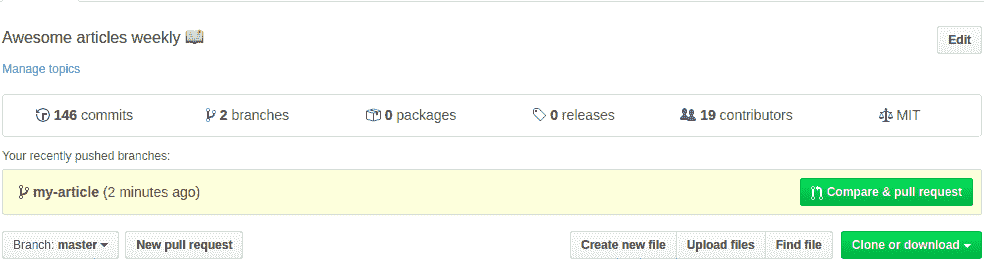 Awesome articles weekly 📖
Edit
Manage topics
146 commits 2 branches 0 packages 0 releases 19 contributors MIT
Your recently pushed branches:
my-article (2 minutes ago) Compare & pull request
Branch: master New pull request Create new file Upload files Find file Clone or download